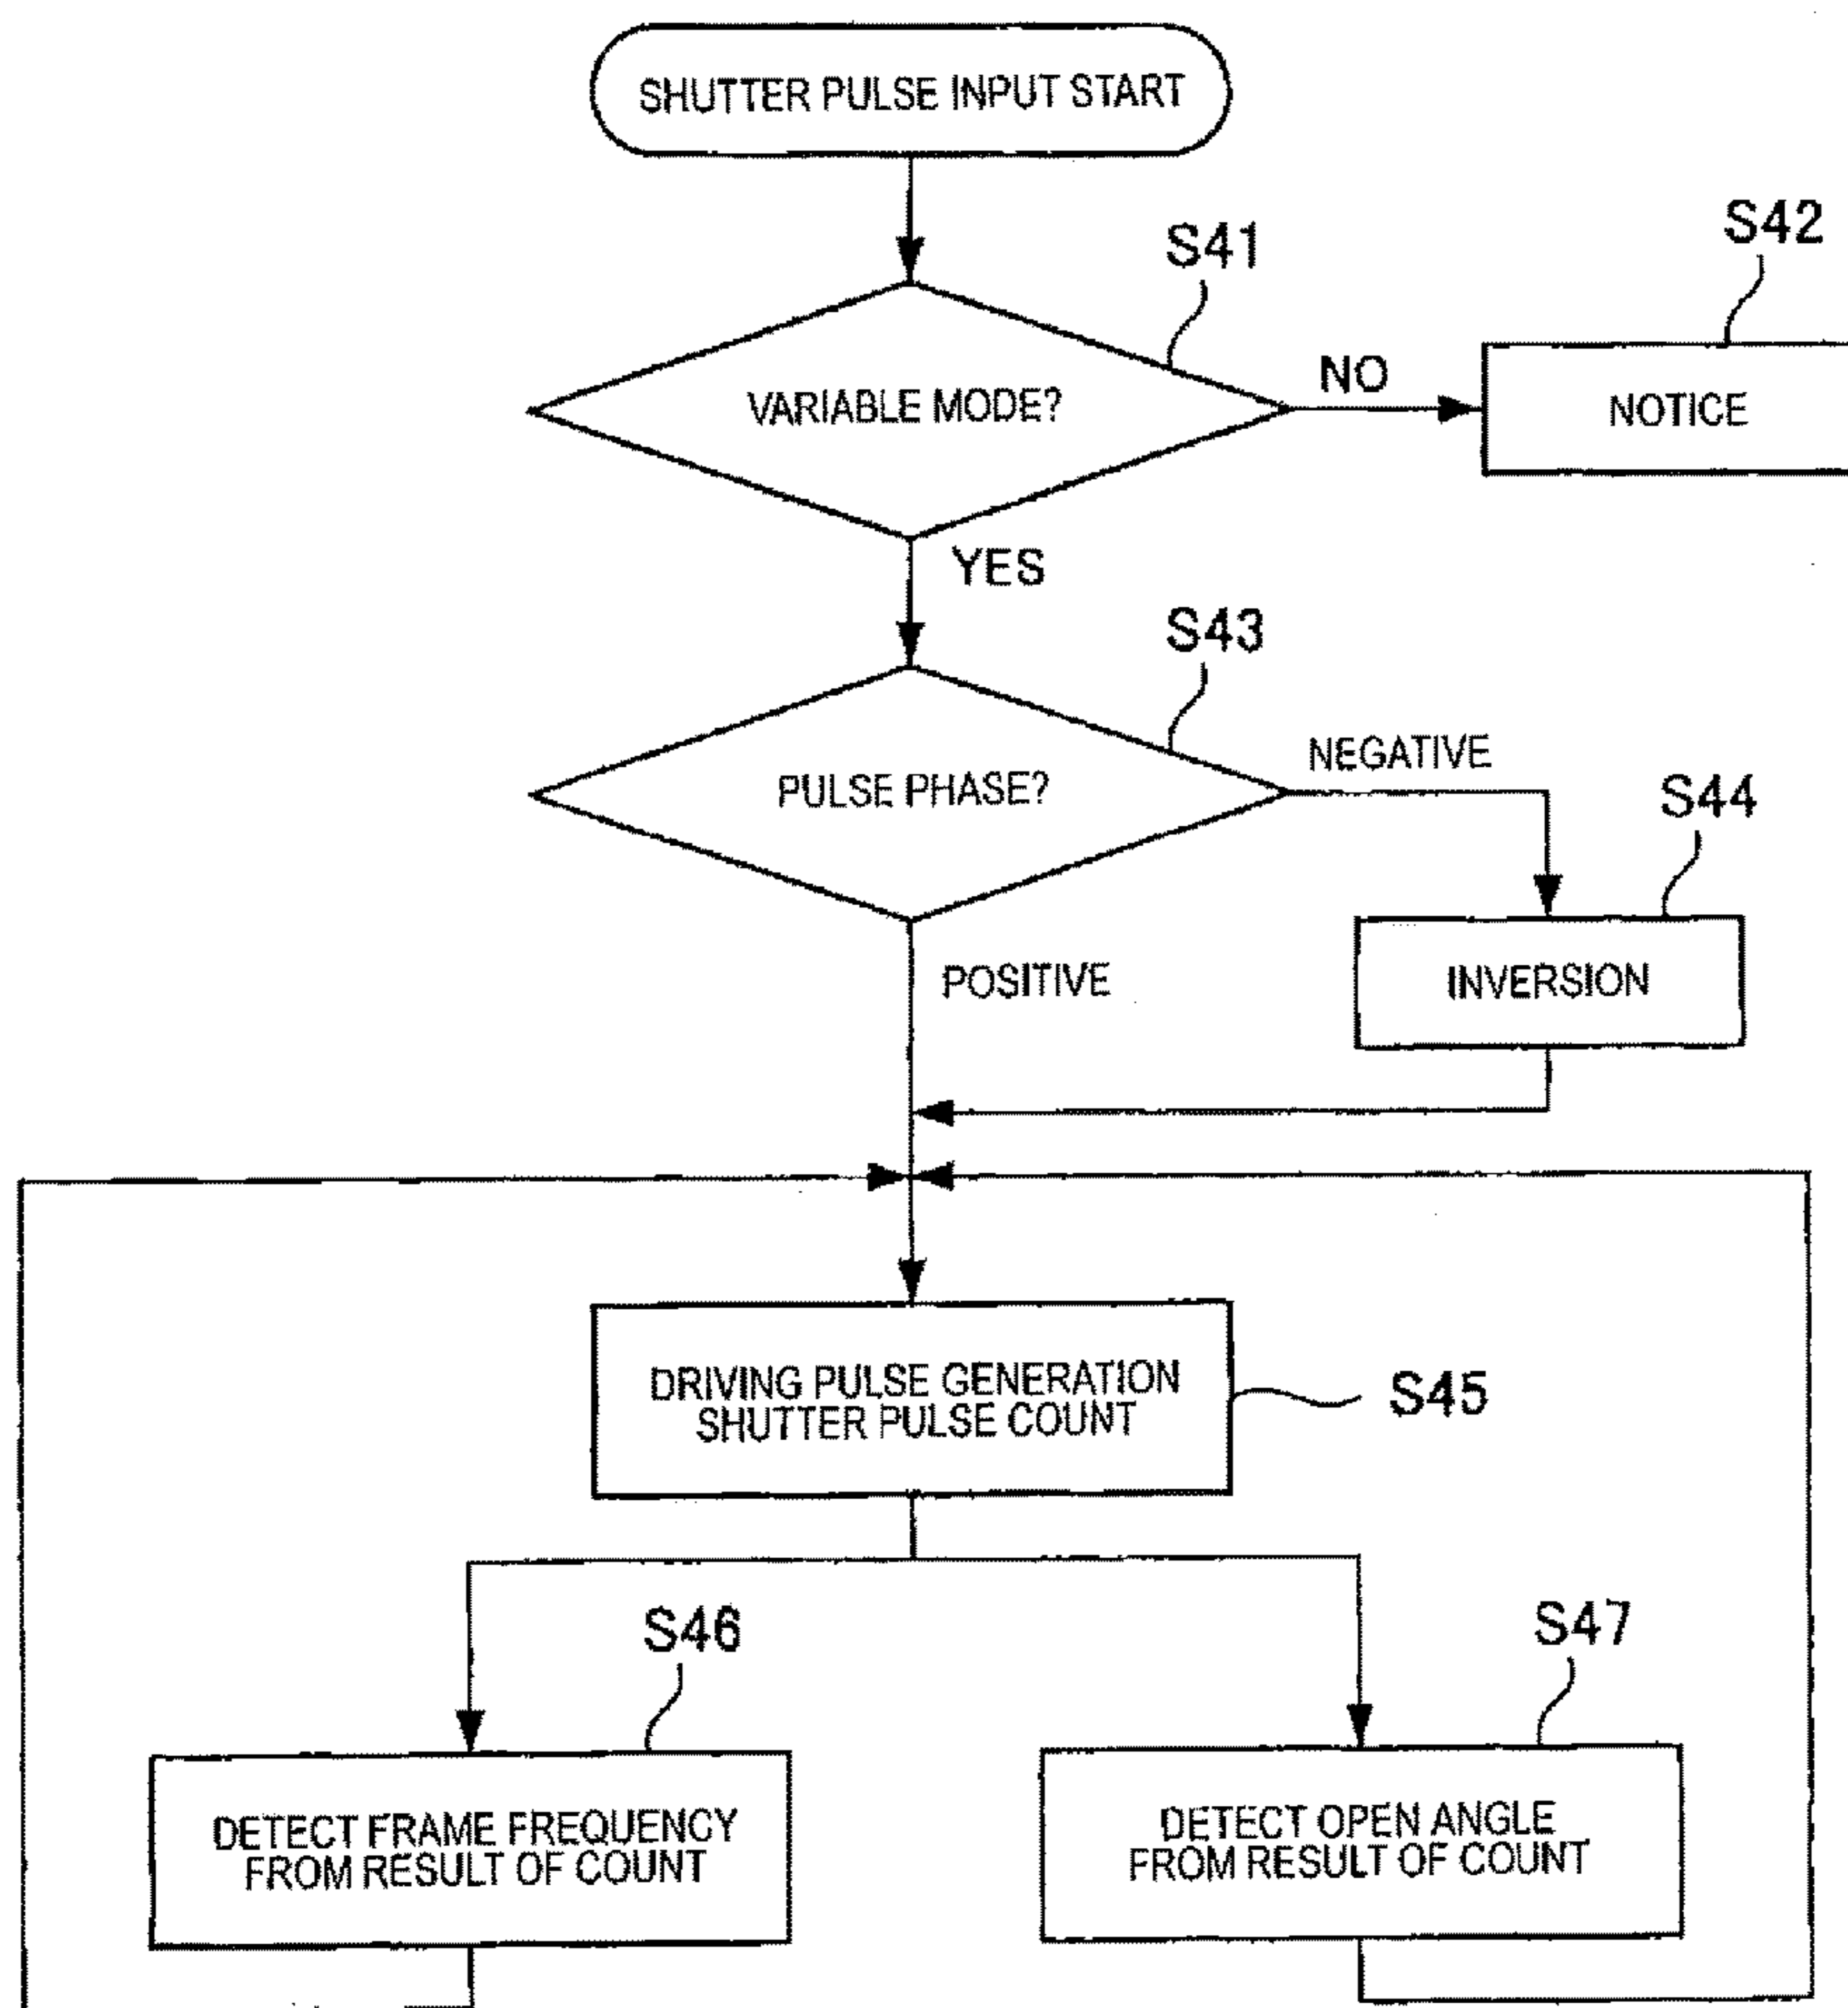 SHUTTER PULSE INPUT START
S41
S42
VARIABLE MODE?
NO
NOTICE
YES
S43
PULSE PHASE?
NEGATIVE
S44
INVERSION
POSITIVE
DRIVING PULSE GENERATION
SHUTTER PULSE COUNT
S45
S46
S47
DETECT FRAME FREQUENCY
FROM RESULT OF COUNT
DETECT OPEN ANGLE
FROM RESULT OF COUNT